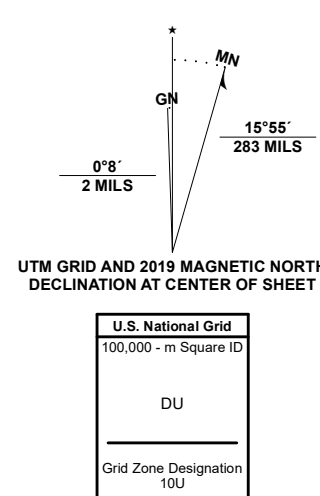 ★
MN
GN
15°55´
283 MILS
0°8´
2 MILS
UTM GRID AND 2019 MAGNETIC NORTH
DECLINATION AT CENTER OF SHEET
U.S. National Grid
100,000 - m Square ID
DU
Grid Zone Designation
10U